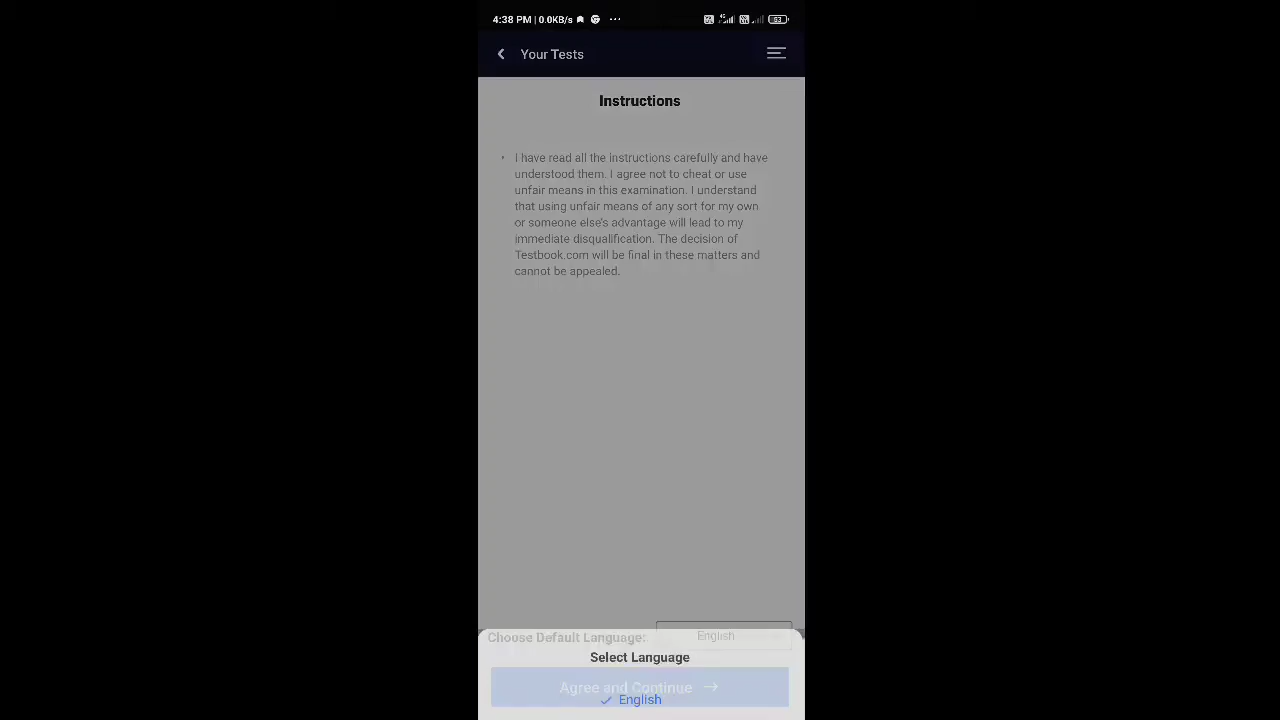 4:38 PM | 0.0KB/s ...
63
Your Tests
Instructions
• I have read all the instructions carefully and have
understood them. I agree not to cheat or use
unfair means in this examination. I understand
that using unfair means of any sort for my own
or someone else's advantage will lead to my
immediate disqualification. The decision of
Testbook.com will be final in these matters and
cannot be appealed.
Choose Default Language: English
Select Language
Agree and Continue →
✓ English